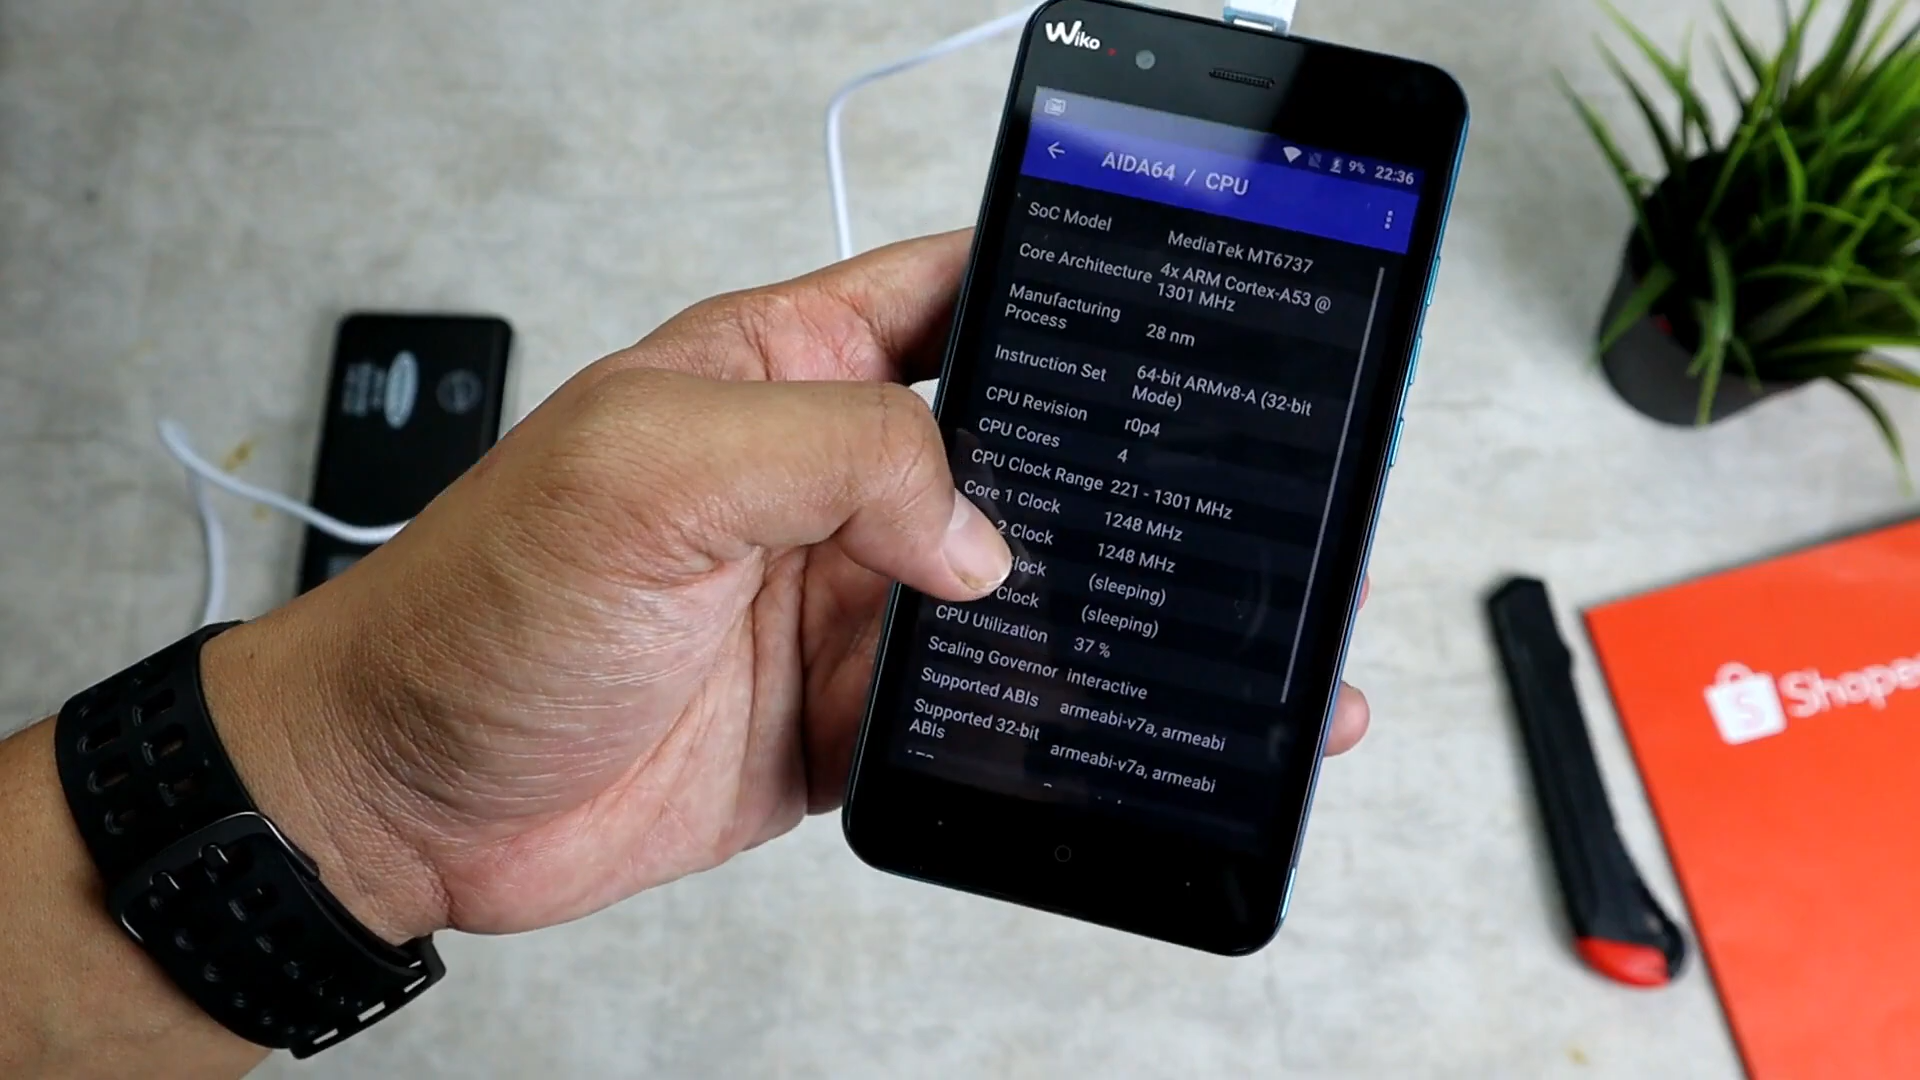 Wiko
9% 22:36
AIDA64 / CPU
SoC Model
MediaTek MT6737
Core Architecture
4x ARM Cortex-A53 @
1301 MHz
Manufacturing
Process
28 nm
Instruction Set
64-bit ARMv8-A (32-bit
Mode)
CPU Revision
r0p4
CPU Cores
4
CPU Clock Range
221 - 1301 MHz
Core 1 Clock
1248 MHz
2 Clock
1248 MHz
Clock
(sleeping)
Clock
(sleeping)
CPU Utilization
37 %
Scaling Governor
interactive
Supported ABIs
armeabi-v7a, armeabi
Supported 32-bit
ABIs
armeabi-v7a, armeabi
Shopee